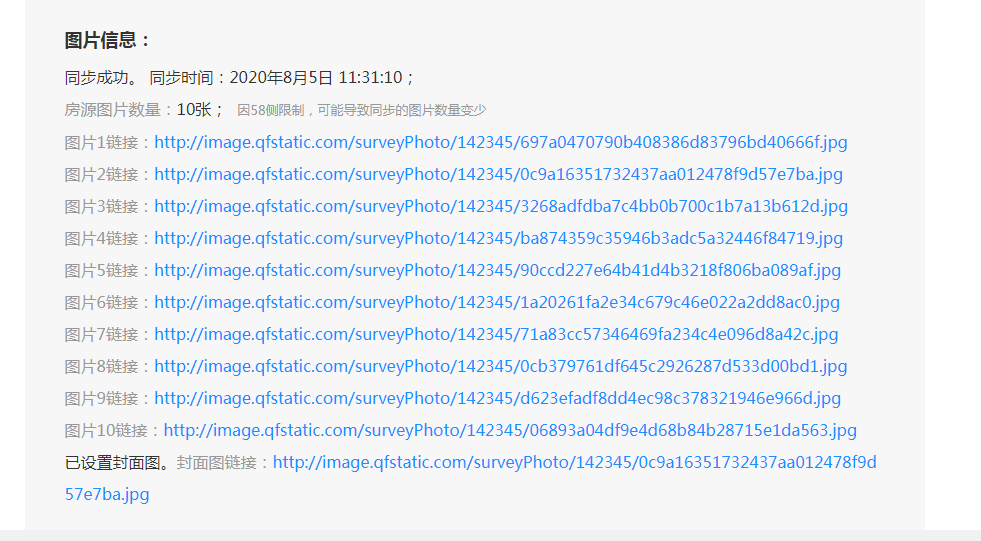 图片信息：
同步成功。 同步时间：2020年8月5日 11:31:10；
房源图片数量：10张； 因58侧限制，可能导致同步的图片数量变少
图片1链接：http://image.qfstatic.com/surveyPhoto/142345/697a0470790b408386d83796bd40666f.jpg
图片2链接：http://image.qfstatic.com/surveyPhoto/142345/0c9a16351732437aa012478f9d57e7ba.jpg
图片3链接：http://image.qfstatic.com/surveyPhoto/142345/3268adfdba7c4bb0b700c1b7a13b612d.jpg
图片4链接：http://image.qfstatic.com/surveyPhoto/142345/ba874359c35946b3adc5a32446f84719.jpg
图片5链接：http://image.qfstatic.com/surveyPhoto/142345/90ccd227e64b41d4b3218f806ba089af.jpg
图片6链接：http://image.qfstatic.com/surveyPhoto/142345/1a20261fa2e34c679c46e022a2dd8ac0.jpg
图片7链接：http://image.qfstatic.com/surveyPhoto/142345/71a83cc57346469fa234c4e096d8a42c.jpg
图片8链接：http://image.qfstatic.com/surveyPhoto/142345/0cb379761df645c2926287d533d00bd1.jpg
图片9链接：http://image.qfstatic.com/surveyPhoto/142345/d623efadf8dd4ec98c378321946e966d.jpg
图片10链接：http://image.qfstatic.com/surveyPhoto/142345/06893a04df9e4d68b84b28715e1da563.jpg
已设置封面图。封面图链接：http://image.qfstatic.com/surveyPhoto/142345/0c9a16351732437aa012478f9d
57e7ba.jpg